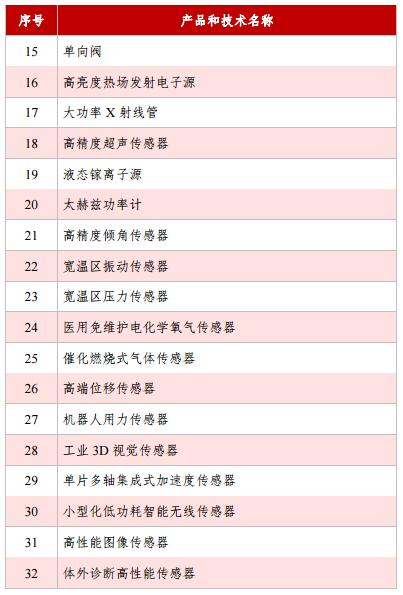 序号 产品和技术名称
15 单向阀
16 高亮度热场发射电子源
17 大功率 X 射线管
18 高精度超声传感器
19 液态镓离子源
20 太赫兹功率计
21 高精度倾角传感器
22 宽温区振动传感器
23 宽温区压力传感器
24 医用免维护电化学氧气传感器
25 催化燃烧式气体传感器
26 高端位移传感器
27 机器人用力传感器
28 工业 3D 视觉传感器
29 单片多轴集成式加速度传感器
30 小型化低功耗智能无线传感器
31 高性能图像传感器
32 体外诊断高性能传感器